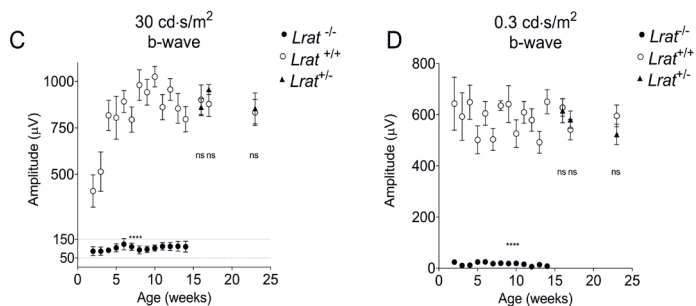 C
30 cd·s/m²
b-wave
● Lrat -/-
○ Lrat +/+
▲ Lrat +/-
Amplitude (μV)
1000
750
500
150
50
****
ns ns
ns
0 5 10 15 20 25
Age (weeks)
D
0.3 cd·s/m²
b-wave
● Lrat -/-
○ Lrat +/+
▲ Lrat +/-
Amplitude (μV)
800
600
400
200
0
****
ns ns
ns
0 5 10 15 20 25
Age (weeks)